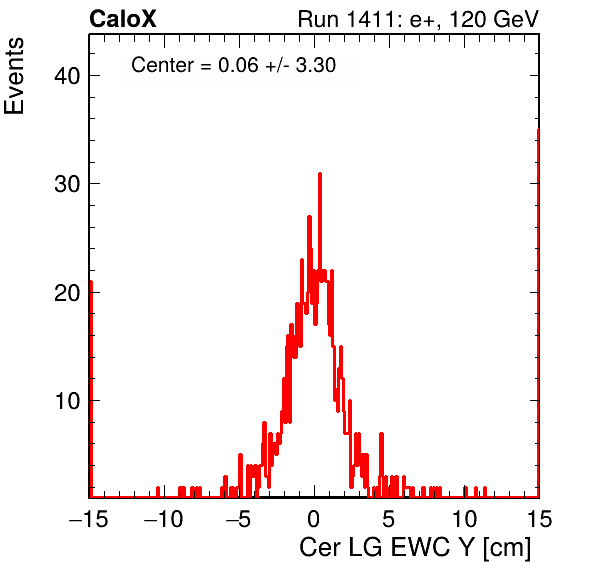 CaloX
Run 1411: e+, 120 GeV
Events
Center = 0.06 +/- 3.30
40
30
20
10
−15 −10 −5 0 5 10 15
Cer LG EWC Y [cm]